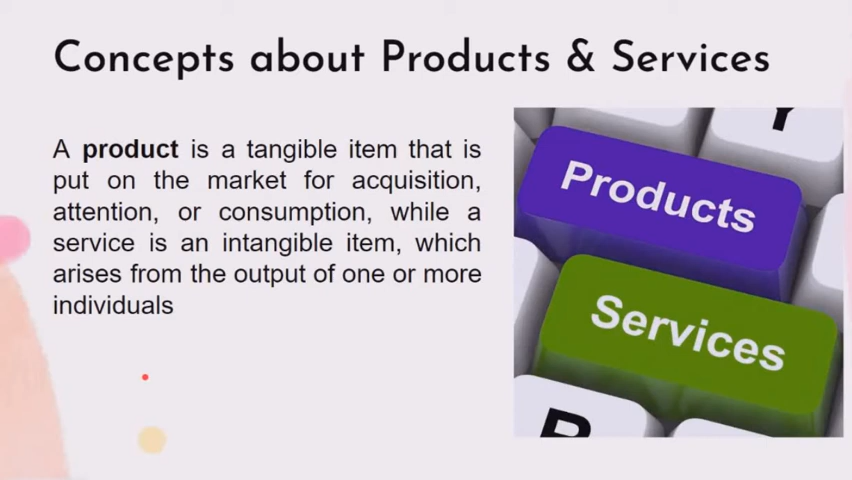 Concepts about Products & Services
A product is a tangible item that is
put on the market for acquisition,
attention, or consumption, while a
service is an intangible item, which
arises from the output of one or more
individuals
Y
Products
Services